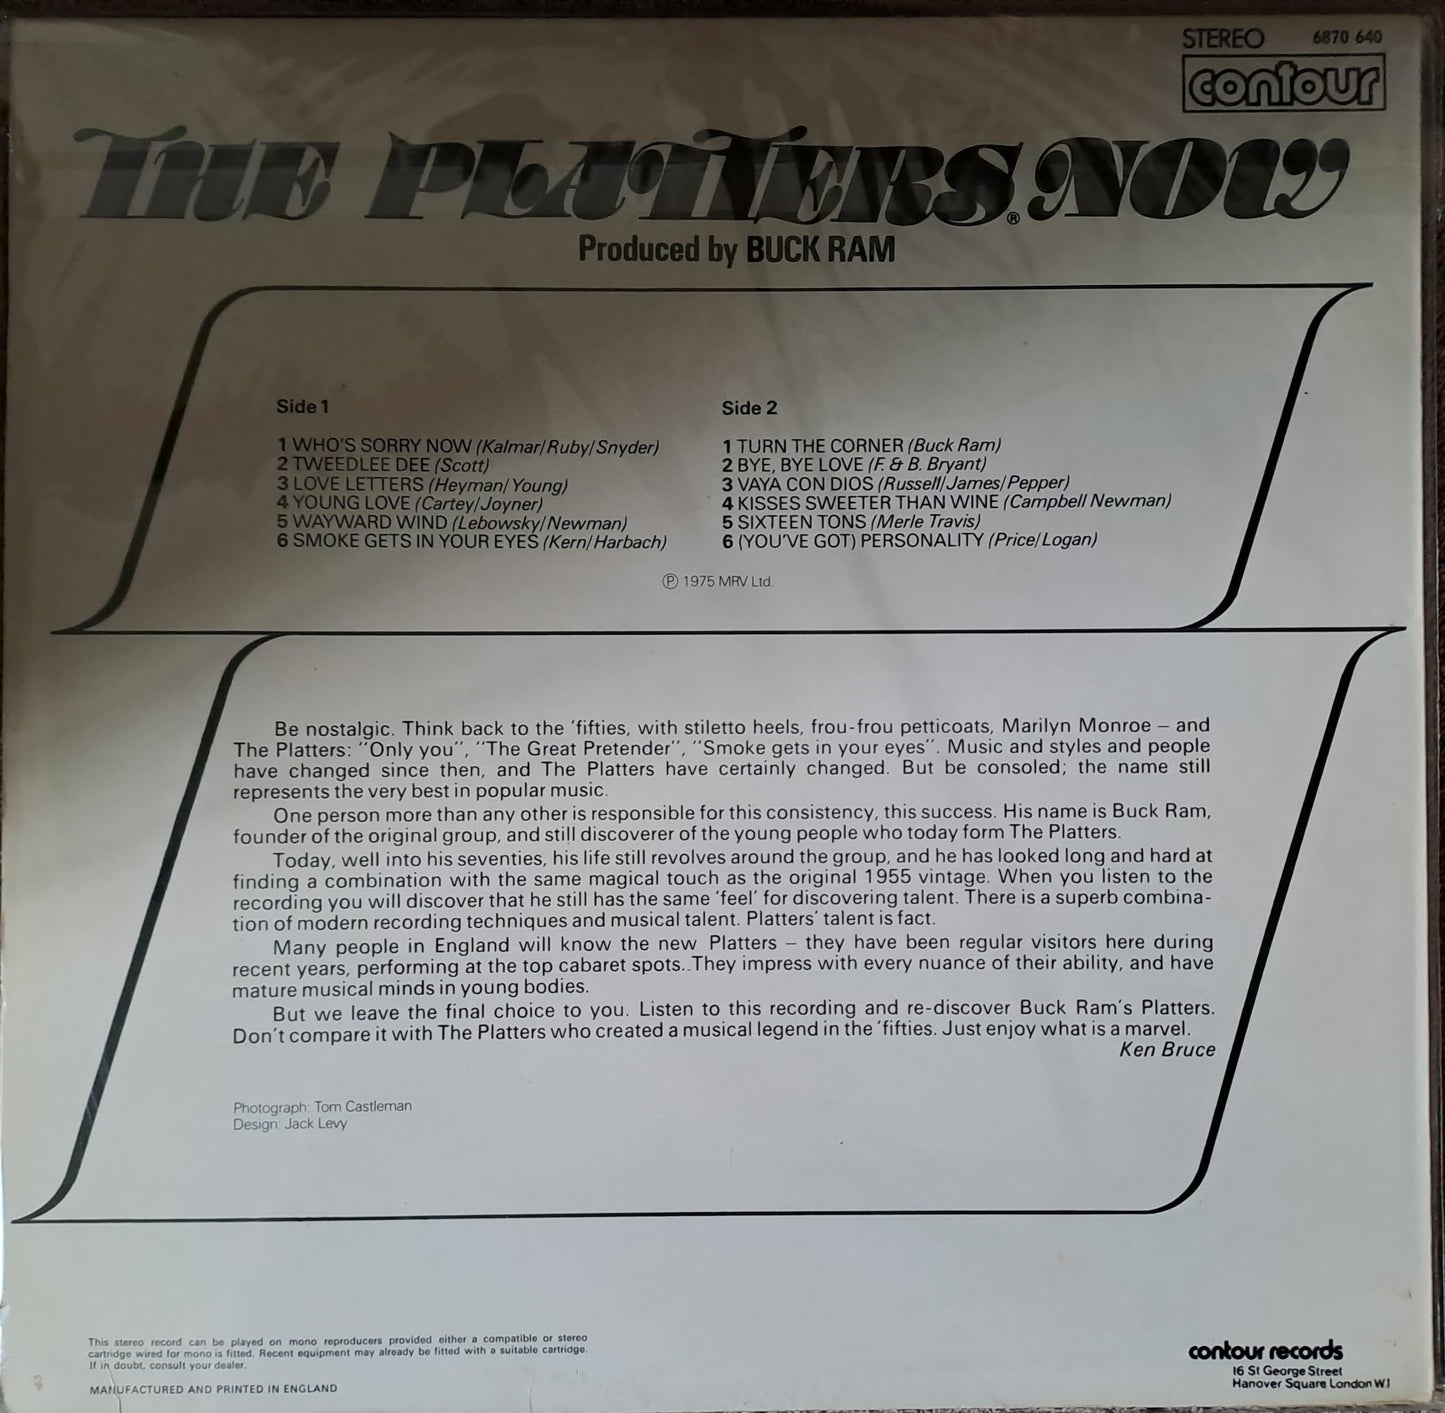 STEREO 6870 640
contour
THE PLATTERS® NOW
Produced by BUCK RAM
Side 1
1 WHO'S SORRY NOW (Kalmar/Ruby/Snyder)
2 TWEEDLEE DEE (Scott)
3 LOVE LETTERS (Heyman/Young)
4 YOUNG LOVE (Cartey/Joyner)
5 WAYWARD WIND (Lebowsky/Newman)
6 SMOKE GETS IN YOUR EYES (Kern/Harbach)
Side 2
1 TURN THE CORNER (Buck Ram)
2 BYE, BYE LOVE (F. & B. Bryant)
3 VAYA CON DIOS (Russell/James/Pepper)
4 KISSES SWEETER THAN WINE (Campbell Newman)
5 SIXTEEN TONS (Merle Travis)
6 (YOU'VE GOT) PERSONALITY (Price/Logan)
Ⓟ 1975 MRV Ltd.
Be nostalgic. Think back to the 'fifties, with stiletto heels, frou-frou petticoats, Marilyn Monroe – and
The Platters: "Only you", "The Great Pretender", "Smoke gets in your eyes". Music and styles and people
have changed since then, and The Platters have certainly changed. But be consoled; the name still
represents the very best in popular music.
One person more than any other is responsible for this consistency, this success. His name is Buck Ram,
founder of the original group, and still discoverer of the young people who today form The Platters.
Today, well into his seventies, his life still revolves around the group, and he has looked long and hard at
finding a combination with the same magical touch as the original 1955 vintage. When you listen to the
recording you will discover that he still has the same 'feel' for discovering talent. There is a superb combina-
tion of modern recording techniques and musical talent. Platters' talent is fact.
Many people in England will know the new Platters – they have been regular visitors here during
recent years, performing at the top cabaret spots. They impress with every nuance of their ability, and have
mature musical minds in young bodies.
But we leave the final choice to you. Listen to this recording and re-discover Buck Ram's Platters.
Don't compare it with The Platters who created a musical legend in the 'fifties. Just enjoy what is a marvel.
Ken Bruce
Photograph: Tom Castleman
Design: Jack Levy
This stereo record can be played on mono reproducers provided either a compatible or stereo
cartridge wired for mono is fitted. Recent equipment may already be fitted with a suitable cartridge.
If in doubt, consult your dealer.
MANUFACTURED AND PRINTED IN ENGLAND
contour records
16 St George Street
Hanover Square London W1